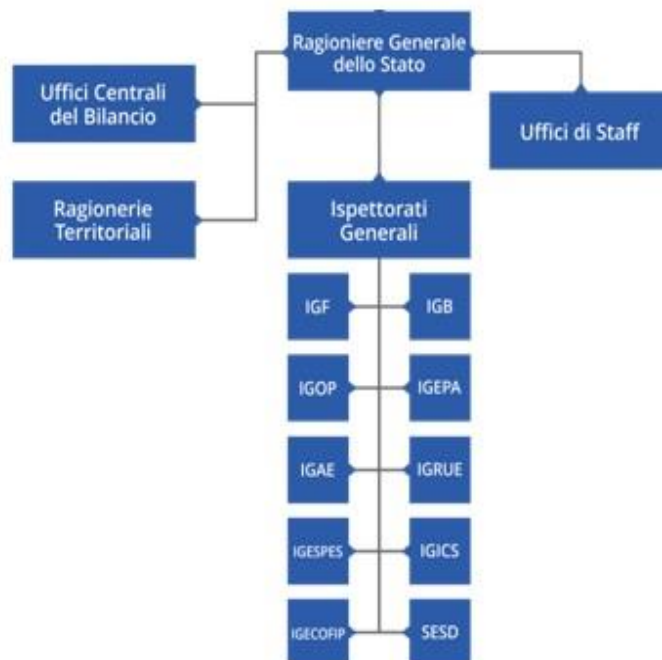 Ragioniere Generale
dello Stato
Uffici Centrali
del Bilancio
Uffici di Staff
Ragionerie
Territoriali
Ispettorati
Generali
IGF
IGB
IGOP
IGEPA
IGAE
IGRUE
IGESPES
IGICS
IGECOFIP
SESD